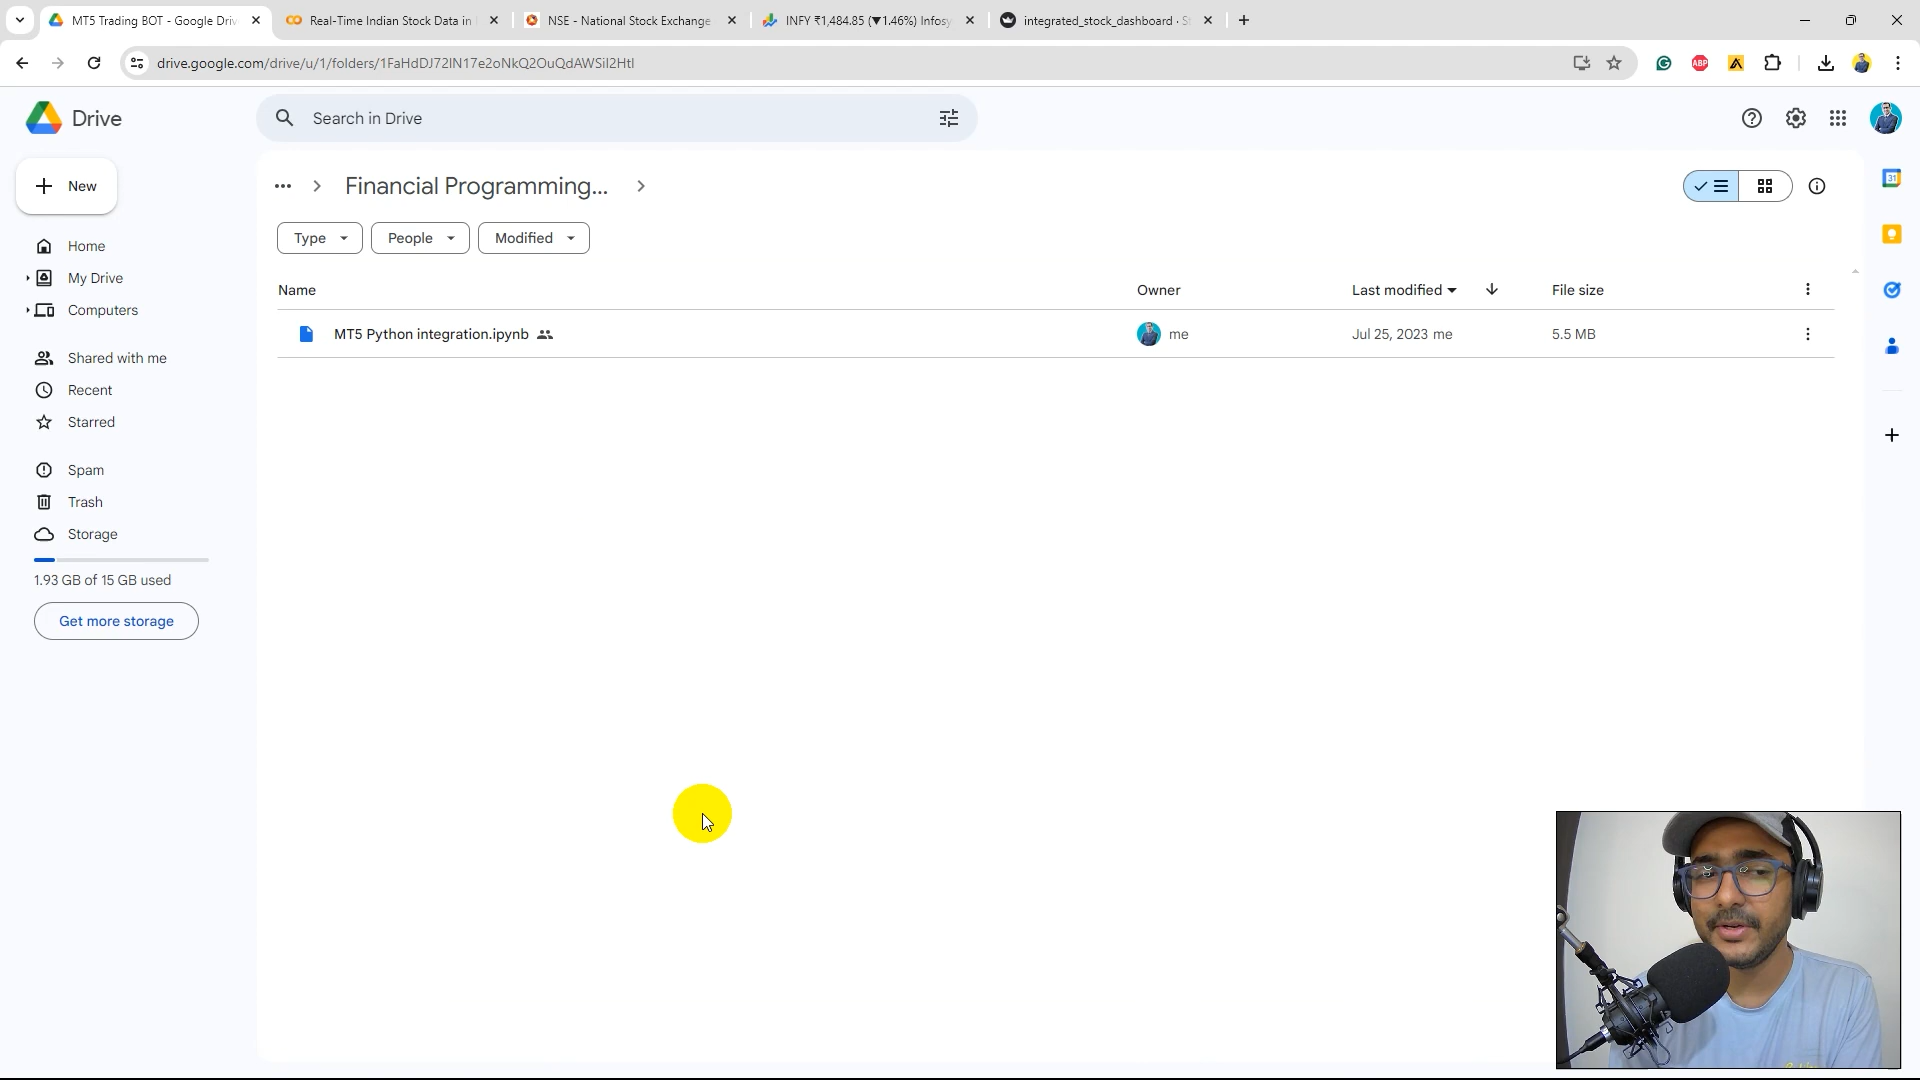 MT5 Trading BOT - Google Driv
Real-Time Indian Stock Data in
NSE - National Stock Exchange
INFY ₹1,484.85 (▼1.46%) Infosy
integrated_stock_dashboard · St
drive.google.com/drive/u/1/folders/1FaHdDJ72IN17e2oNkQ2OuQdAWSiI2HtI
ABP
Drive
Search in Drive
New
Financial Programming...
31
Type
People
Modified
Home
My Drive
Computers
Shared with me
Recent
Starred
Spam
Trash
Storage
1.93 GB of 15 GB used
Get more storage
Name
Owner
Last modified
File size
MT5 Python integration.ipynb
me
Jul 25, 2023 me
5.5 MB